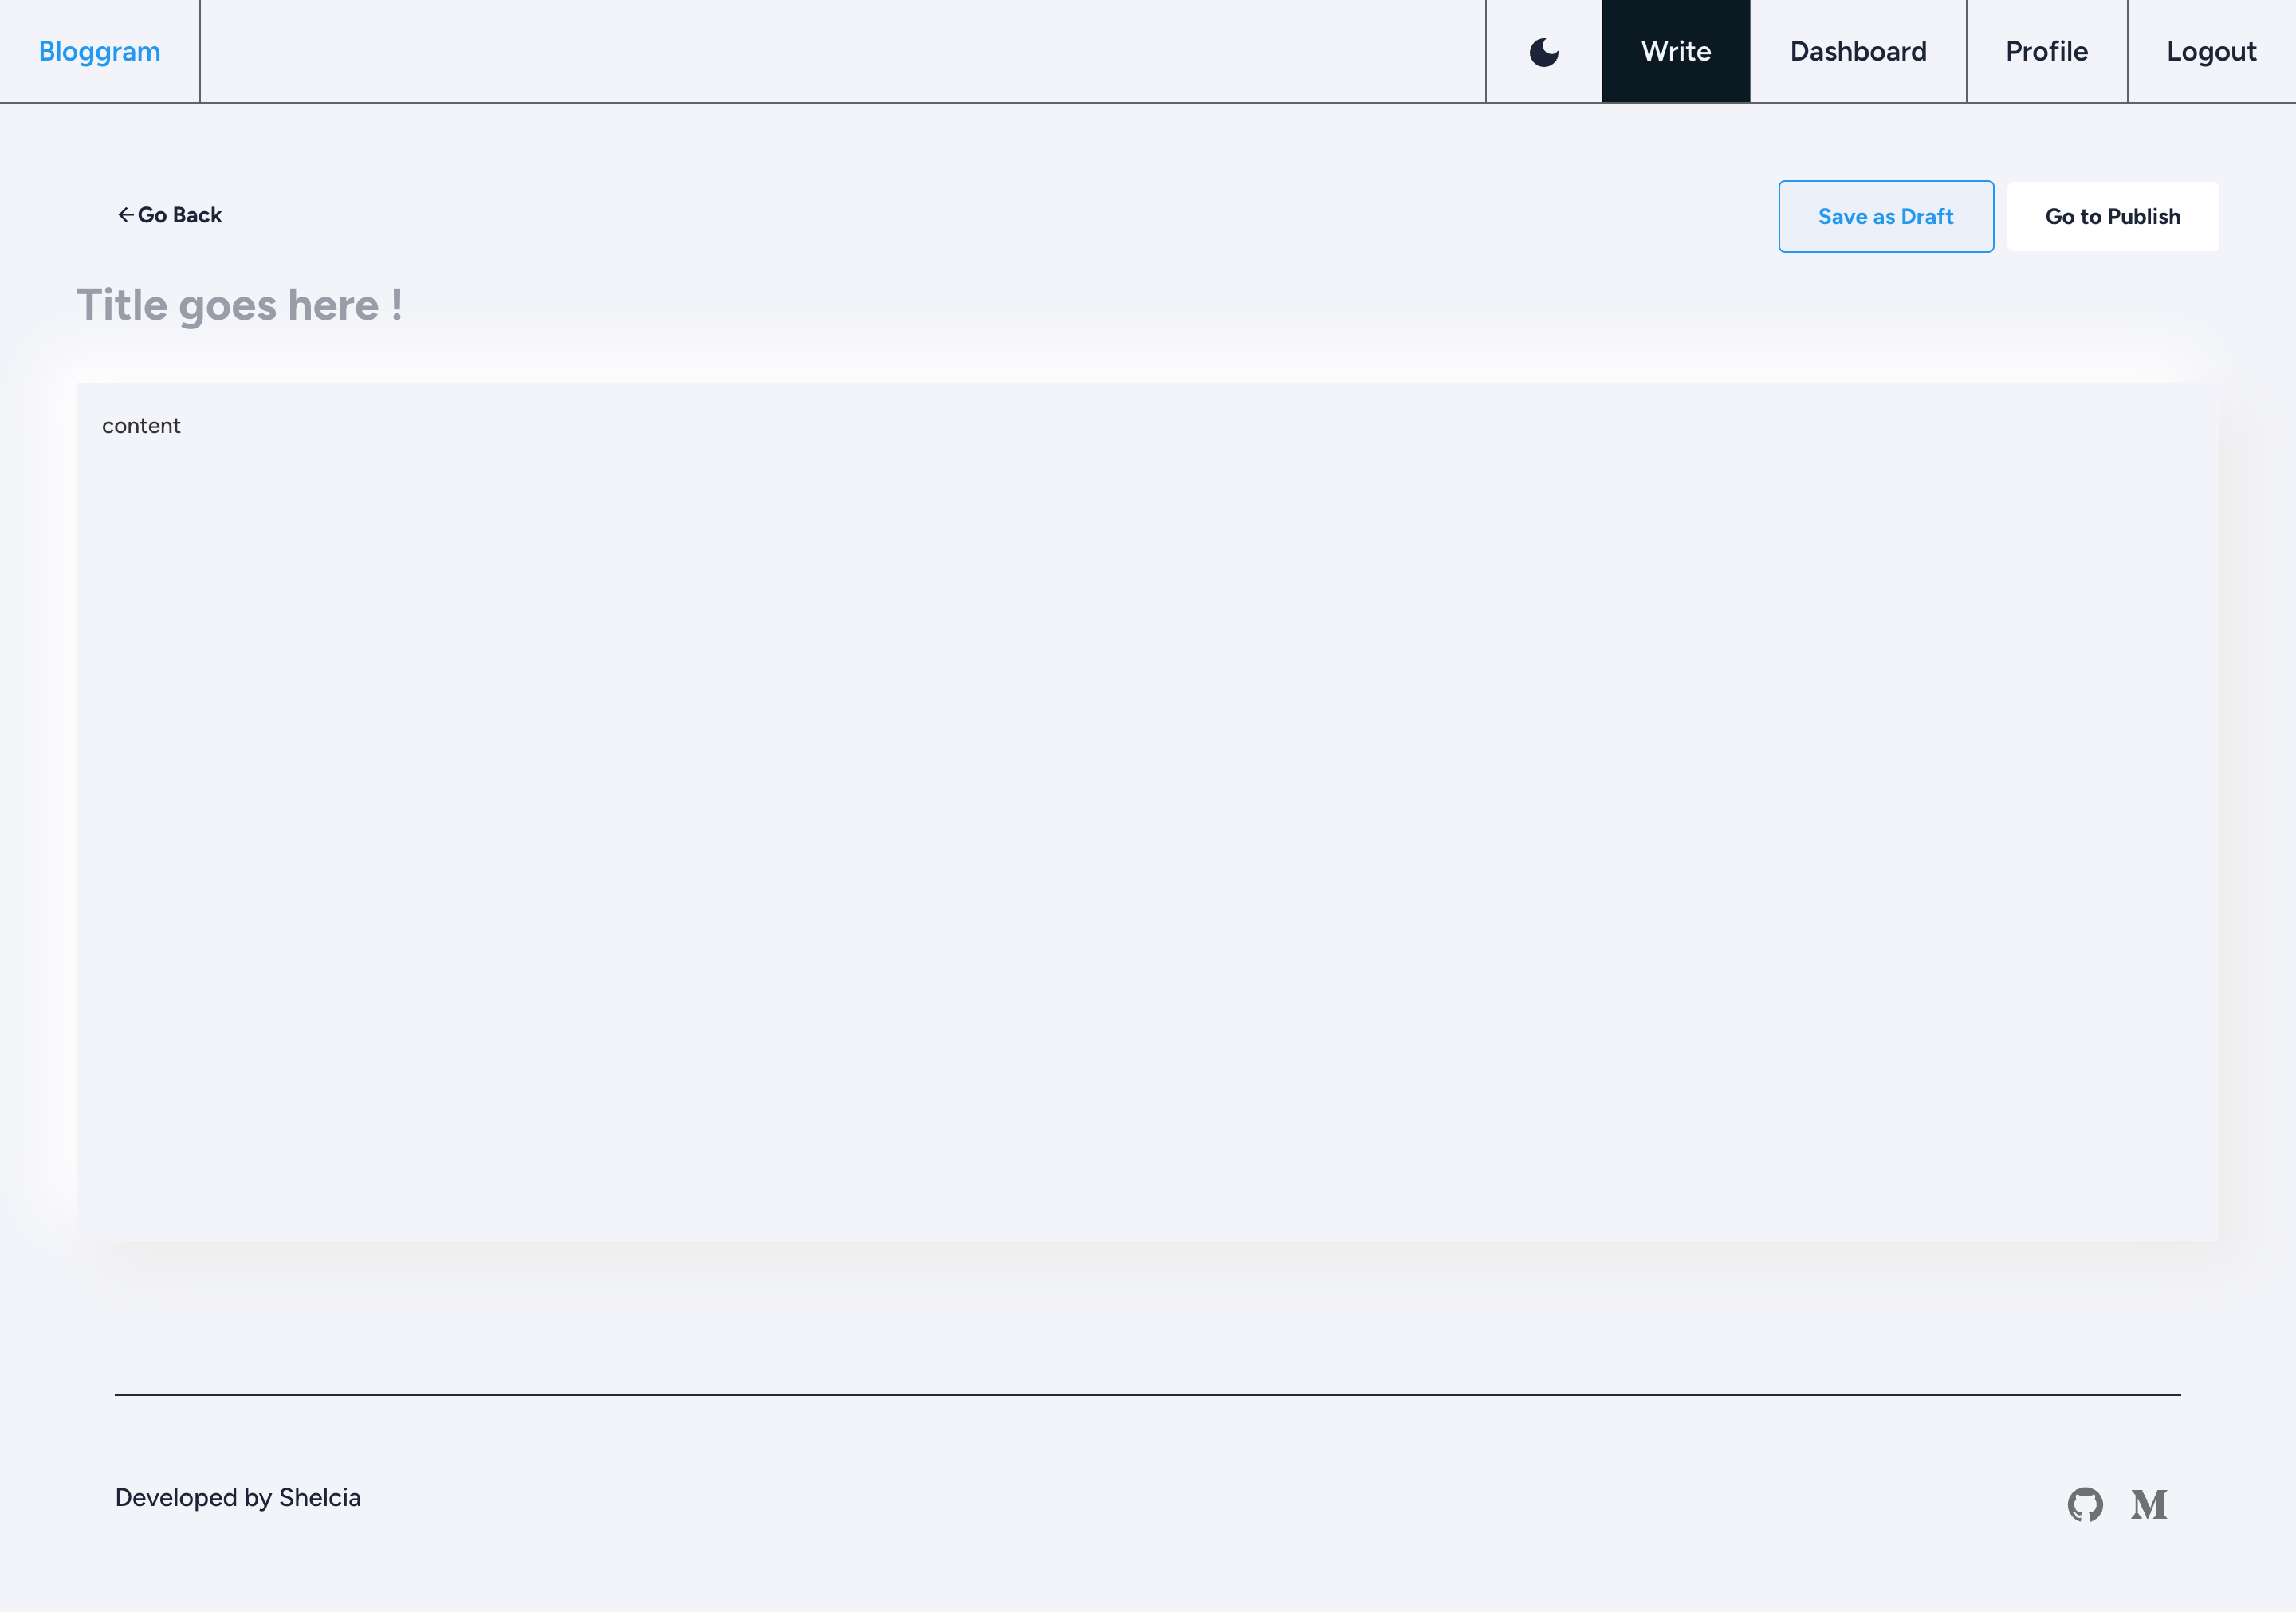 Bloggram
Write
Dashboard
Profile
Logout
Go Back
Save as Draft
Go to Publish
Title goes here !
content
Developed by Shelcia